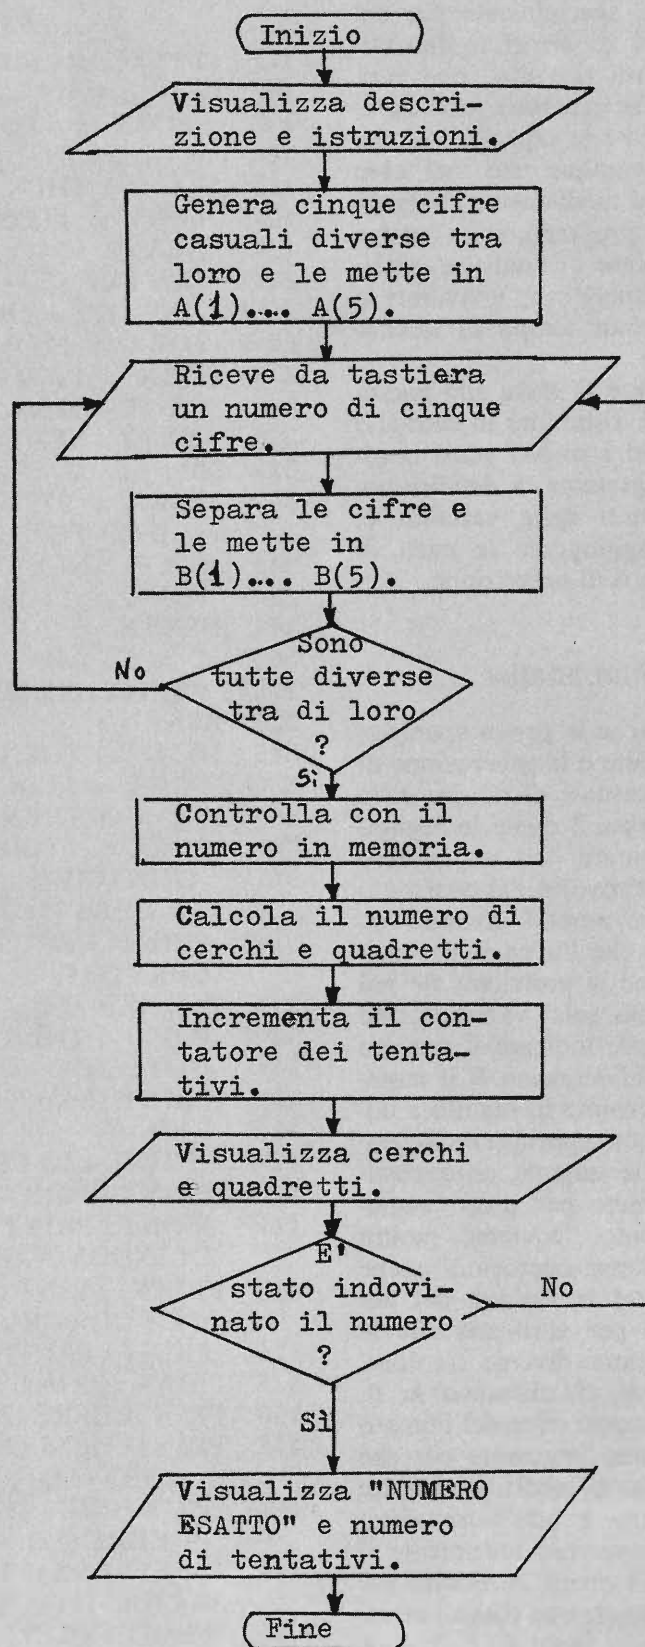 Inizio
Visualizza descri-
zione e istruzioni.
Genera cinque cifre
casuali diverse tra
loro e le mette in
A(1).... A(5).
Riceve da tastiera
un numero di cinque
cifre.
Separa le cifre e
le mette in
B(1).... B(5).
Sono
No
tutte diverse
tra di loro
?
Sì
Controlla con il
numero in memoria.
Calcola il numero di
cerchi e quadretti.
Incrementa il con-
tatore dei tenta-
tivi.
Visualizza cerchi
e quadretti.
E'
stato indovi-
No
nato il numero
?
Sì
Visualizza "NUMERO
ESATTO" e numero
di tentativi.
Fine